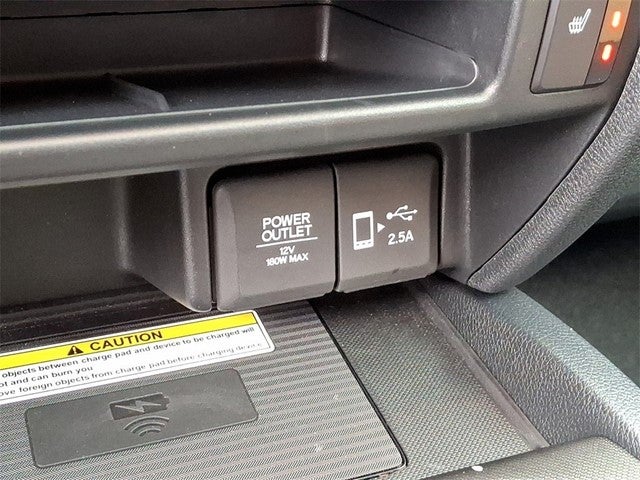 POWER
OUTLET
12V
180W MAX
2.5A
CAUTION
objects between charge pad and device to be charged will
ot and can burn you
ove foreign objects from charge pad before charging device